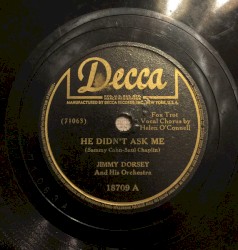 Decca
MANUFACTURED BY DECCA RECORDS, INC., NEW YORK, U.S.A.
(71063)
Fox Trot
Vocal Chorus by
Helen O'Connell
HE DIDN'T ASK ME
(Sammy Cahn-Saul Chaplin)
JIMMY DORSEY
And His Orchestra
18709 A